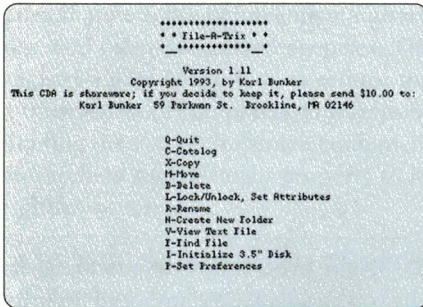 * * File-A-Trix * *
Version 1.11
Copyright 1993, by Karl Bunker
This CDA is shareware; if you decide to keep it, please send $10.00 to:
Karl Bunker 59 Parkman St. Brookline, MA 02146
Q-Quit
C-Catalog
X-Copy
M-Move
D-Delete
L-Lock/Unlock, Set Attributes
R-Rename
N-Create New Folder
V-View Text File
F-Find File
I-Initialize 3.5" Disk
P-Set Preferences